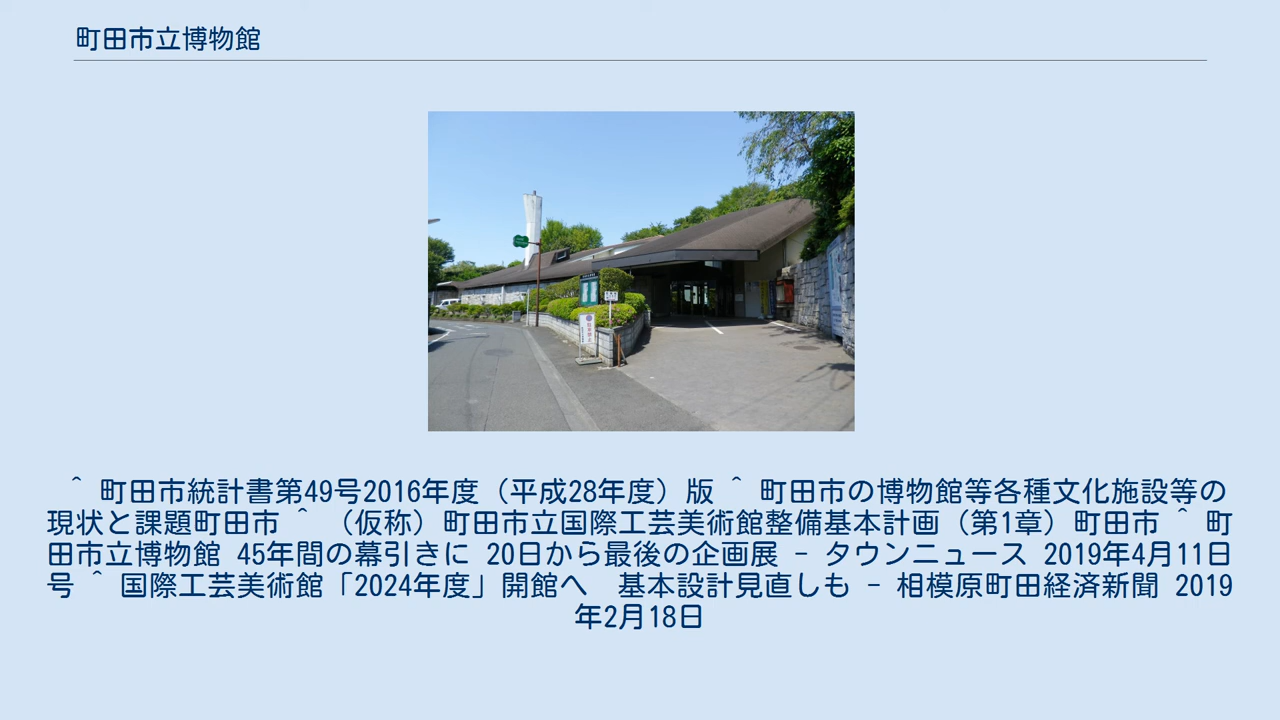 町田市立博物館
^ 町田市統計書第49号2016年度（平成28年度）版 ^ 町田市の博物館等各種文化施設等の
現状と課題町田市 ^ （仮称）町田市立国際工芸美術館整備基本計画（第1章）町田市 ^ 町
田市立博物館 45年間の幕引きに 20日から最後の企画展 - タウンニュース 2019年4月11日
号 ^ 国際工芸美術館「2024年度」開館へ　基本設計見直しも - 相模原町田経済新聞 2019
年2月18日